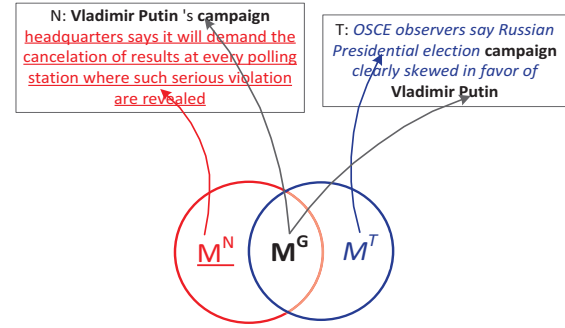 N: Vladimir Putin 's campaign
headquarters says it will demand the
cancelation of results at every polling
station where such serious violation
are revealed
T: OSCE observers say Russian
Presidential election campaign
clearly skewed in favor of
Vladimir Putin
M^N
M^G
M^T